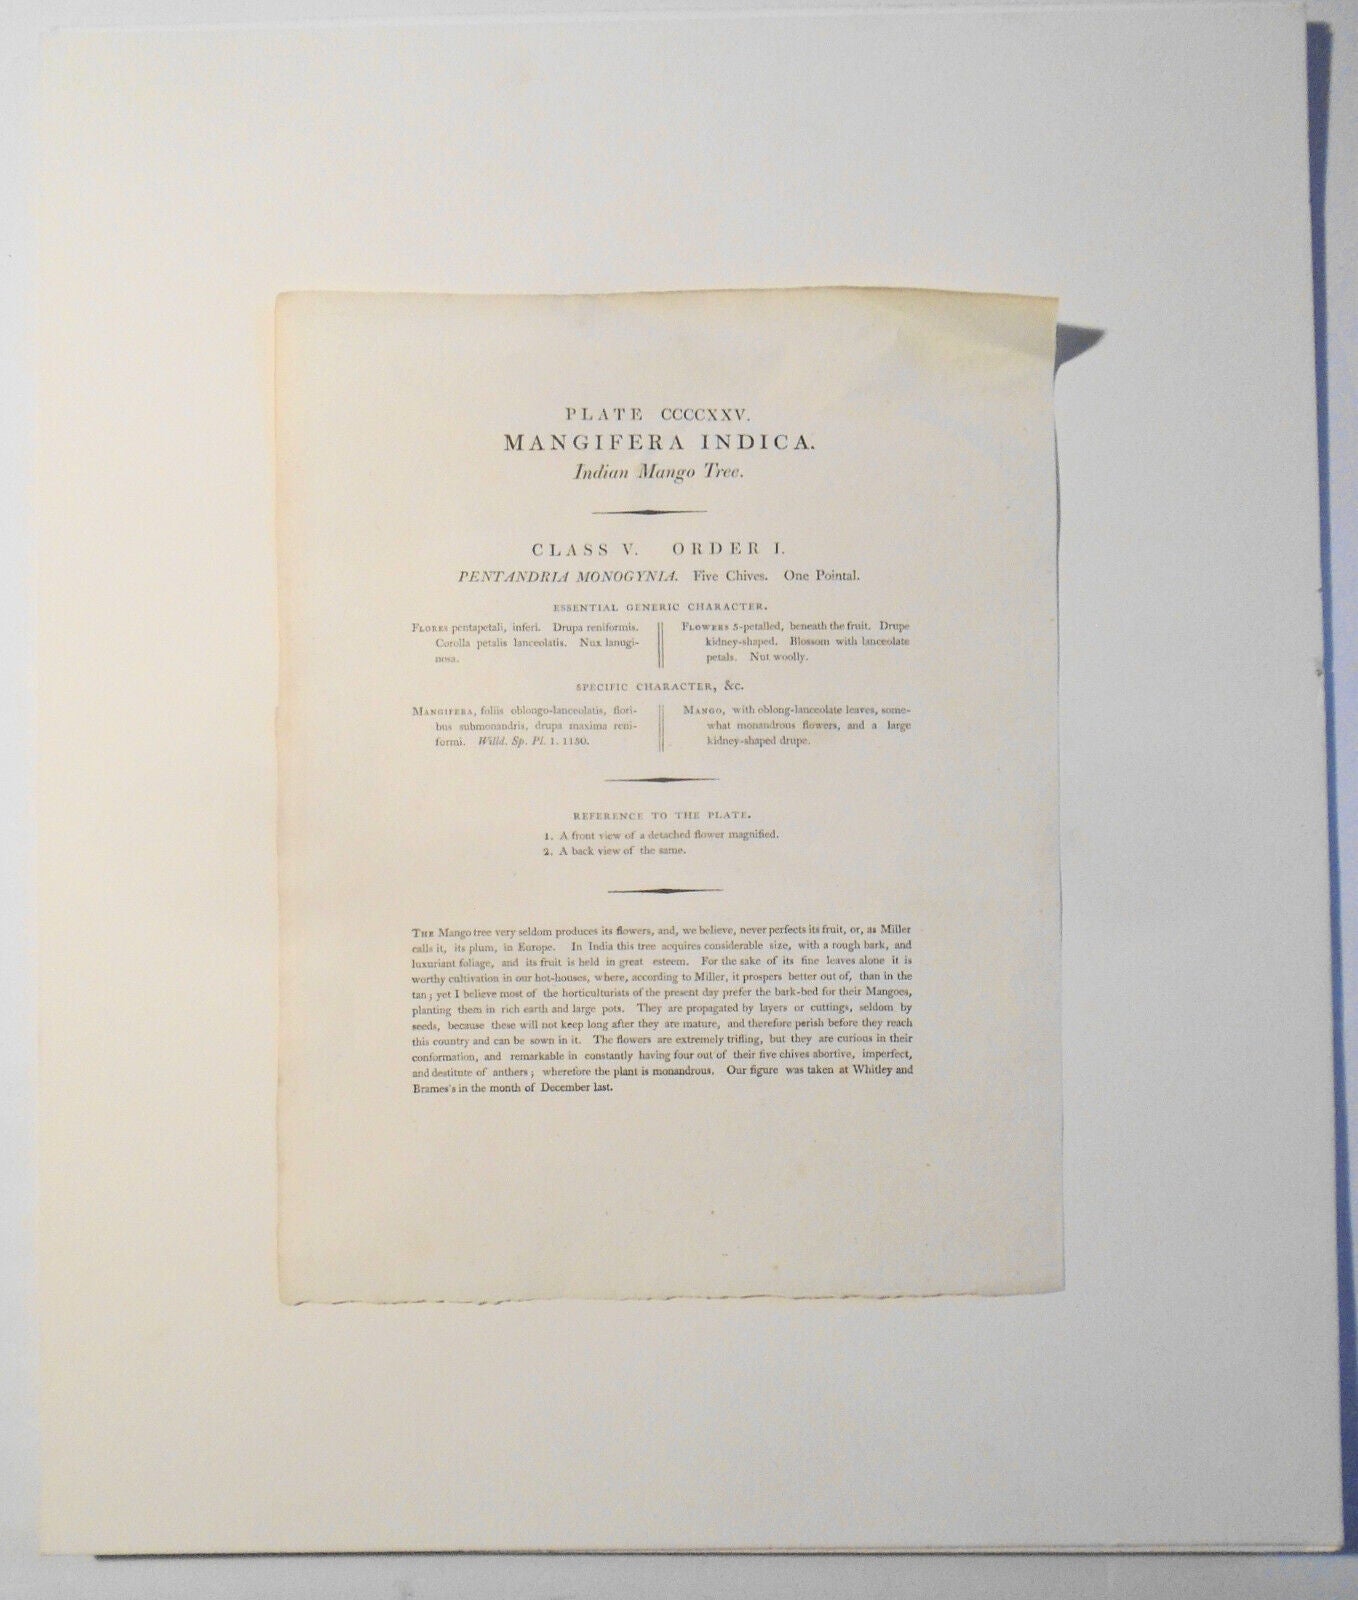 PLATE CCCCXXV.
MANGIFERA INDICA.
Indian Mango Tree.
CLASS V. ORDER I.
PENTANDRIA MONOGYNIA. Five Chives. One Pointal.
ESSENTIAL GENERIC CHARACTER.
FLORES pentapetali, inferi. Drupa reniformis.
Corolla petalis lanceolatis. Nux lanugi-
nosa.
FLOWERS 5-petalled, beneath the fruit. Drupe
kidney-shaped. Blossom with lanceolate
petals. Nut woolly.
SPECIFIC CHARACTER, &c.
MANGIFERA, foliis oblongo-lanceolatis, flori-
bus submonandris, drupa maxima reni-
formi. Willd. Sp. Pl. 1. 1150.
MANGO, with oblong-lanceolate leaves, some-
what monandrous flowers, and a large
kidney-shaped drupe.
REFERENCE TO THE PLATE.
1. A front view of a detached flower magnified.
2. A back view of the same.
THE Mango tree very seldom produces its flowers, and, we believe, never perfects its fruit, or, as Miller
calls it, its plum, in Europe. In India this tree acquires considerable size, with a rough bark, and
luxuriant foliage, and its fruit is held in great esteem. For the sake of its fine leaves alone it is
worthy cultivation in our hot-houses, where, according to Miller, it prospers better out of, than in the
tan; yet I believe most of the horticulturists of the present day prefer the bark-bed for their Mangoes,
planting them in rich earth and large pots. They are propagated by layers or cuttings, seldom by
seeds, because these will not keep long after they are mature, and therefore perish before they reach
this country and can be sown in it. The flowers are extremely trifling, but they are curious in their
conformation, and remarkable in constantly having four out of their five chives abortive, imperfect,
and destitute of anthers; wherefore the plant is monandrous. Our figure was taken at Whitley and
Brames's in the month of December last.